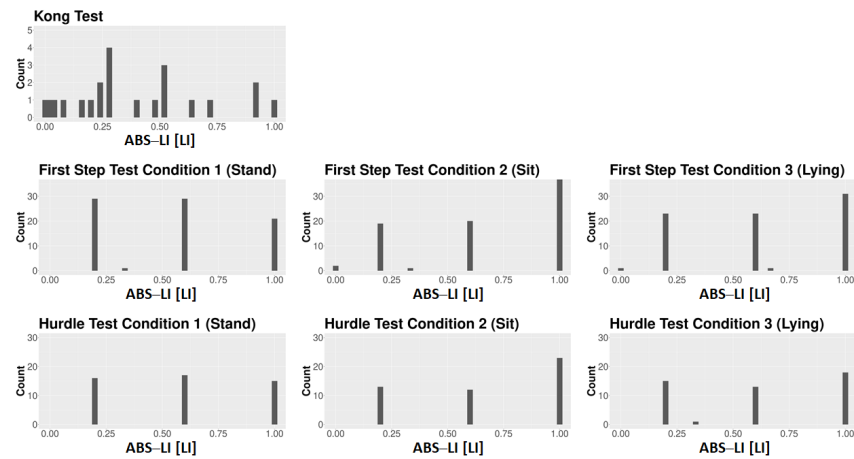 Kong Test
5
4
3
2
1
0
Count
0.00 0.25 0.50 0.75 1.00
ABS–LI [LI]
First Step Test Condition 1 (Stand)
30
20
10
0
Count
0.00 0.25 0.50 0.75 1.00
ABS–LI [LI]
First Step Test Condition 2 (Sit)
30
20
10
0
Count
0.00 0.25 0.50 0.75 1.00
ABS–LI [LI]
First Step Test Condition 3 (Lying)
30
20
10
0
Count
0.00 0.25 0.50 0.75 1.00
ABS–LI [LI]
Hurdle Test Condition 1 (Stand)
30
20
10
0
Count
0.00 0.25 0.50 0.75 1.00
ABS–LI [LI]
Hurdle Test Condition 2 (Sit)
30
20
10
0
Count
0.00 0.25 0.50 0.75 1.00
ABS–LI [LI]
Hurdle Test Condition 3 (Lying)
30
20
10
0
Count
0.00 0.25 0.50 0.75 1.00
ABS–LI [LI]